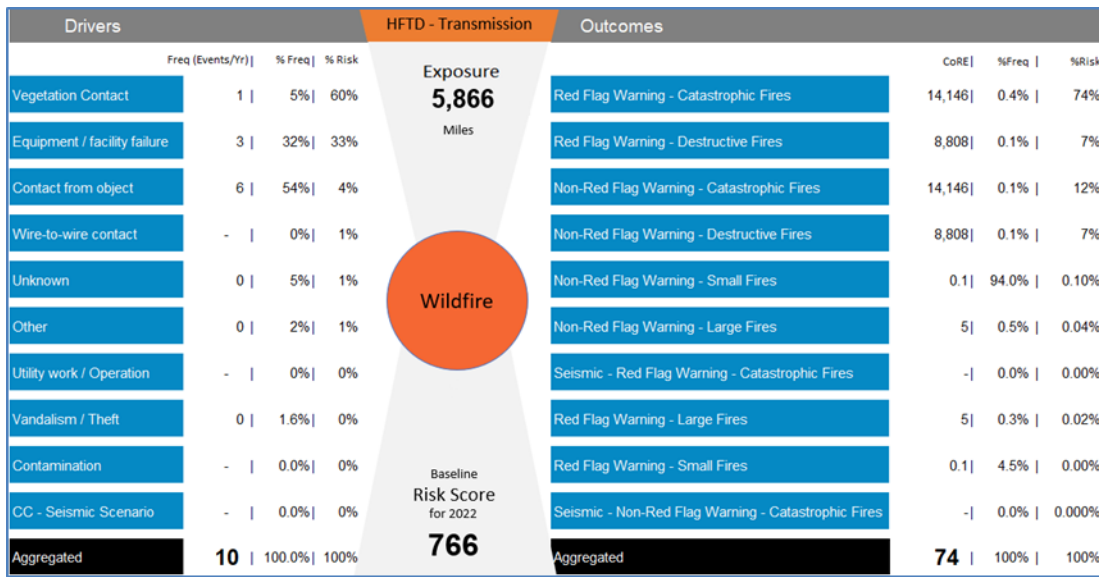 Drivers
Freq (Events/Yr)| % Freq| % Risk
Vegetation Contact 1 | 5%| 60%
Equipment / facility failure 3 | 32%| 33%
Contact from object 6 | 54%| 4%
Wire-to-wire contact - | 0%| 1%
Unknown 0 | 5%| 1%
Other 0 | 2%| 1%
Utility work / Operation - | 0%| 0%
Vandalism / Theft 0 | 1.6%| 0%
Contamination - | 0.0%| 0%
CC - Seismic Scenario - | 0.0%| 0%
Aggregated 10 | 100.0%| 100%
HFTD - Transmission
Exposure
5,866
Miles
Wildfire
Baseline
Risk Score
for 2022
766
Outcomes
CoRE| %Freq | %Risk
Red Flag Warning - Catastrophic Fires 14,146| 0.4% | 74%
Red Flag Warning - Destructive Fires 8,808| 0.1% | 7%
Non-Red Flag Warning - Catastrophic Fires 14,146| 0.1% | 12%
Non-Red Flag Warning - Destructive Fires 8,808| 0.1% | 7%
Non-Red Flag Warning - Small Fires 0.1| 94.0% | 0.10%
Non-Red Flag Warning - Large Fires 5| 0.5% | 0.04%
Seismic - Red Flag Warning - Catastrophic Fires -| 0.0% | 0.00%
Red Flag Warning - Large Fires 5| 0.3% | 0.02%
Red Flag Warning - Small Fires 0.1| 4.5% | 0.00%
Seismic - Non-Red Flag Warning - Catastrophic Fires -| 0.0% | 0.000%
Aggregated 74 | 100% | 100%